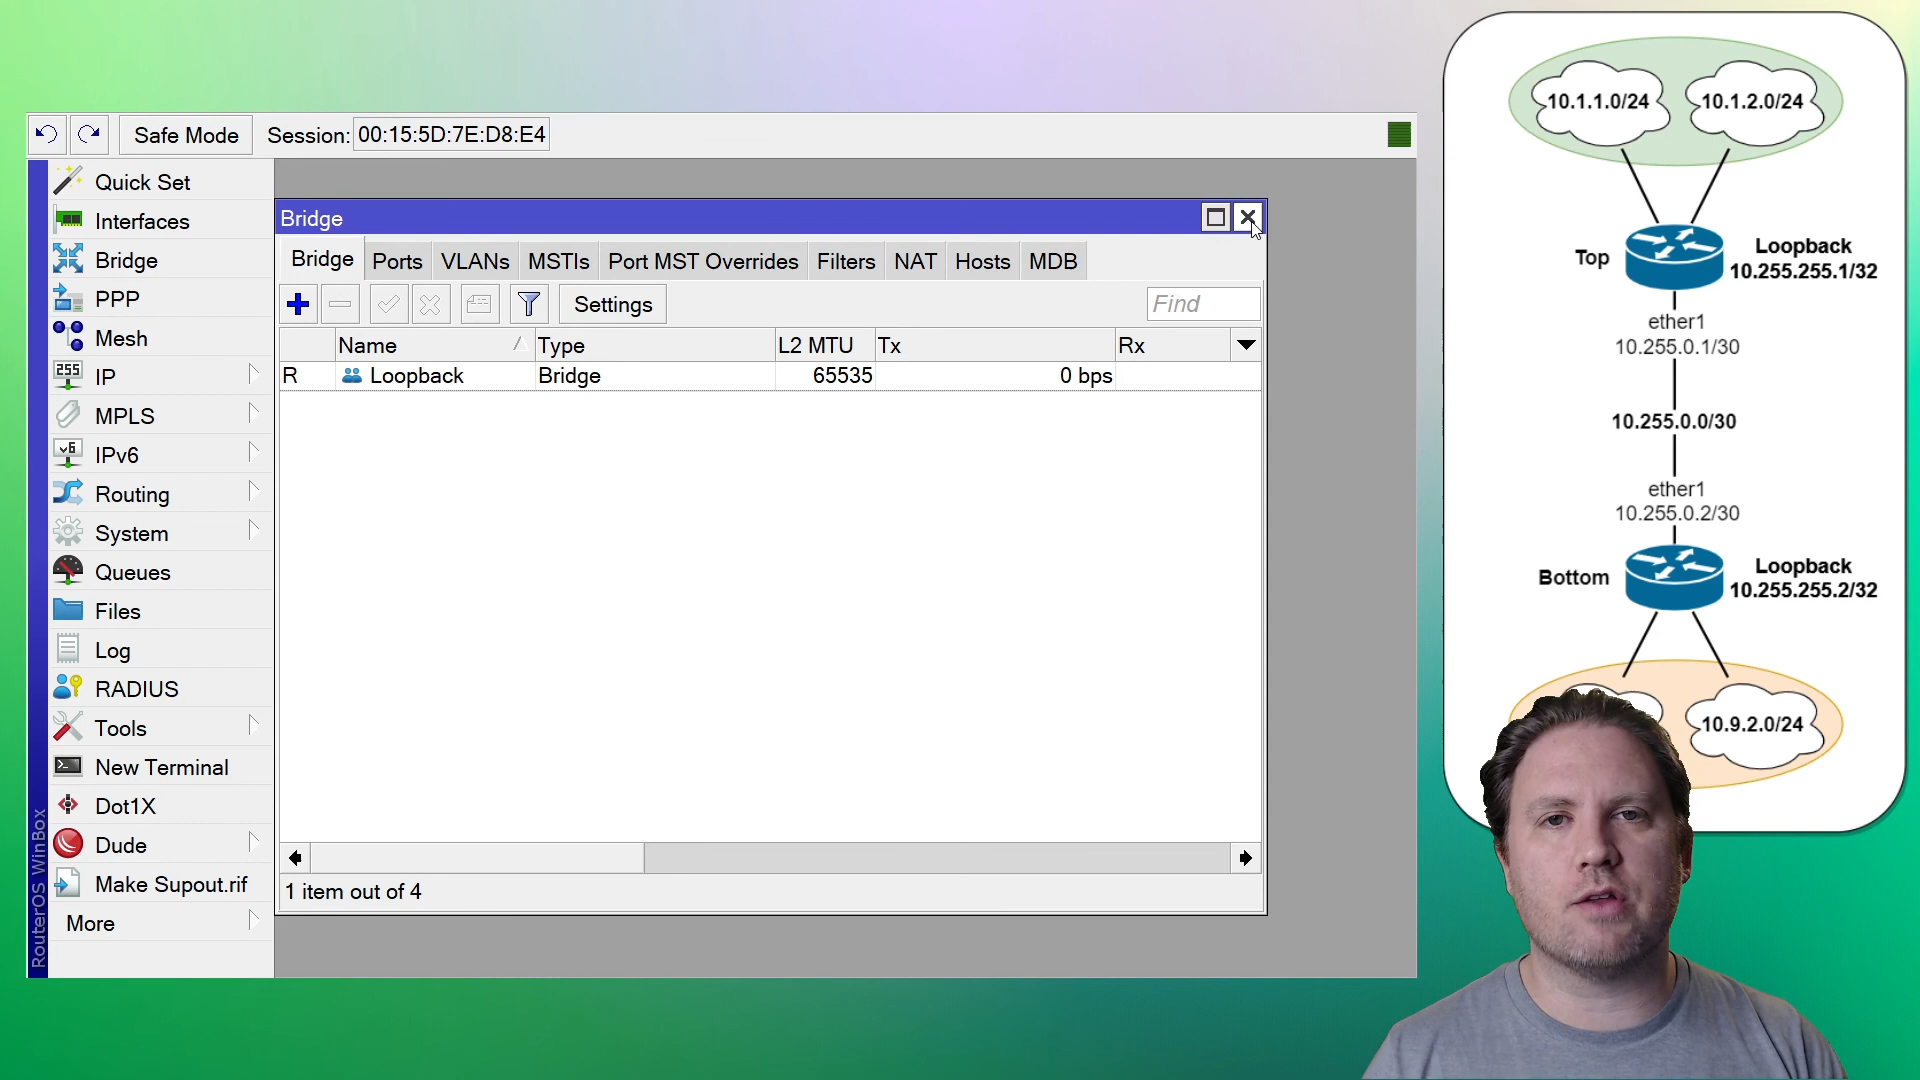 Safe Mode
Session: 00:15:5D:7E:D8:E4
Quick Set
Interfaces
Bridge
PPP
Mesh
255
IP
MPLS
v6
IPv6
Routing
System
Queues
Files
Log
RADIUS
Tools
New Terminal
Dot1X
Dude
Make Supout.rif
More
RouterOS WinBox
Bridge
Bridge Ports VLANs MSTIs Port MST Overrides Filters NAT Hosts MDB
Settings
Find
Name Type L2 MTU Tx Rx
R Loopback Bridge 65535 0 bps
1 item out of 4
10.1.1.0/24 10.1.2.0/24
Top
Loopback
10.255.255.1/32
ether1
10.255.0.1/30
10.255.0.0/30
ether1
10.255.0.2/30
Bottom
Loopback
10.255.255.2/32
10.9.2.0/24